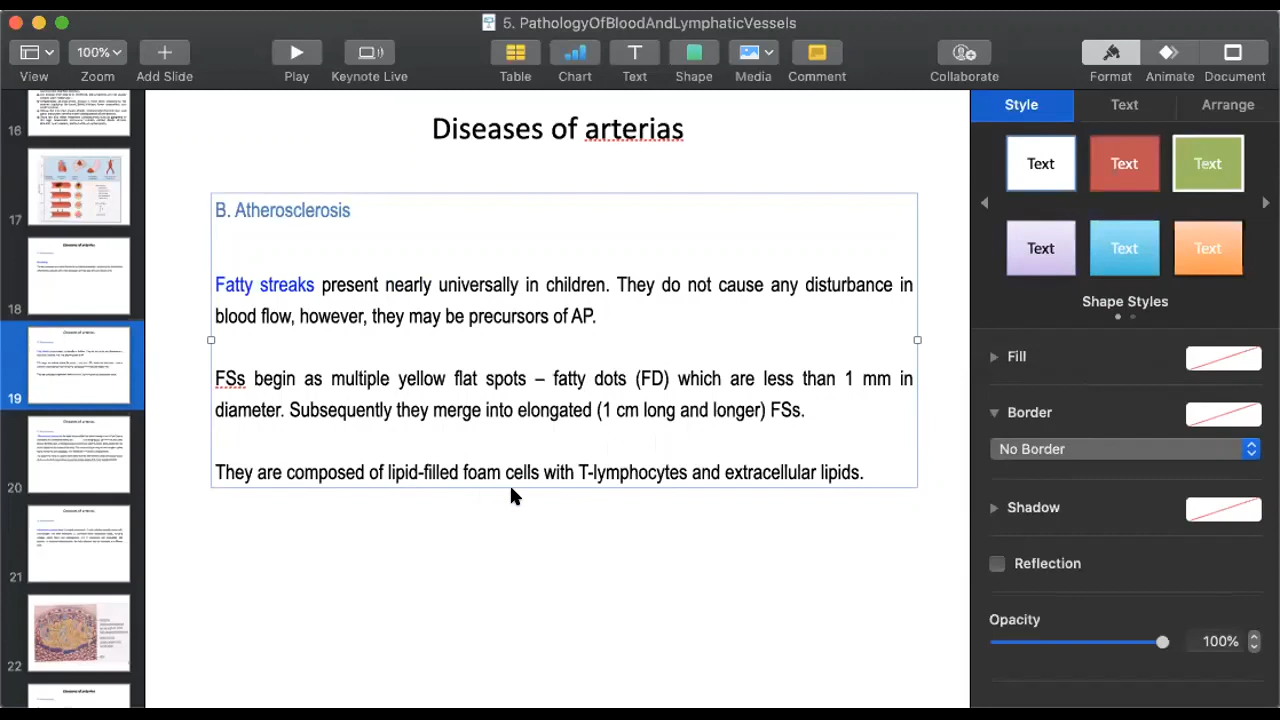 5. PathologyOfBloodAndLymphaticVessels
100%
View
Zoom
Add Slide
Play
Keynote Live
Table
Chart
Text
Shape
Media
Comment
Collaborate
Format
Animate
Document
16
17
18
19
20
21
22
Diseases of arterias
B. Atherosclerosis
Fatty streaks present nearly universally in children. They do not cause any disturbance in
blood flow, however, they may be precursors of AP.
FSs begin as multiple yellow flat spots – fatty dots (FD) which are less than 1 mm in
diameter. Subsequently they merge into elongated (1 cm long and longer) FSs.
They are composed of lipid-filled foam cells with T-lymphocytes and extracellular lipids.
Style
Text
Arrange
Text
Text
Text
Text
Text
Text
Shape Styles
Fill
Border
No Border
Shadow
Reflection
Opacity
100%